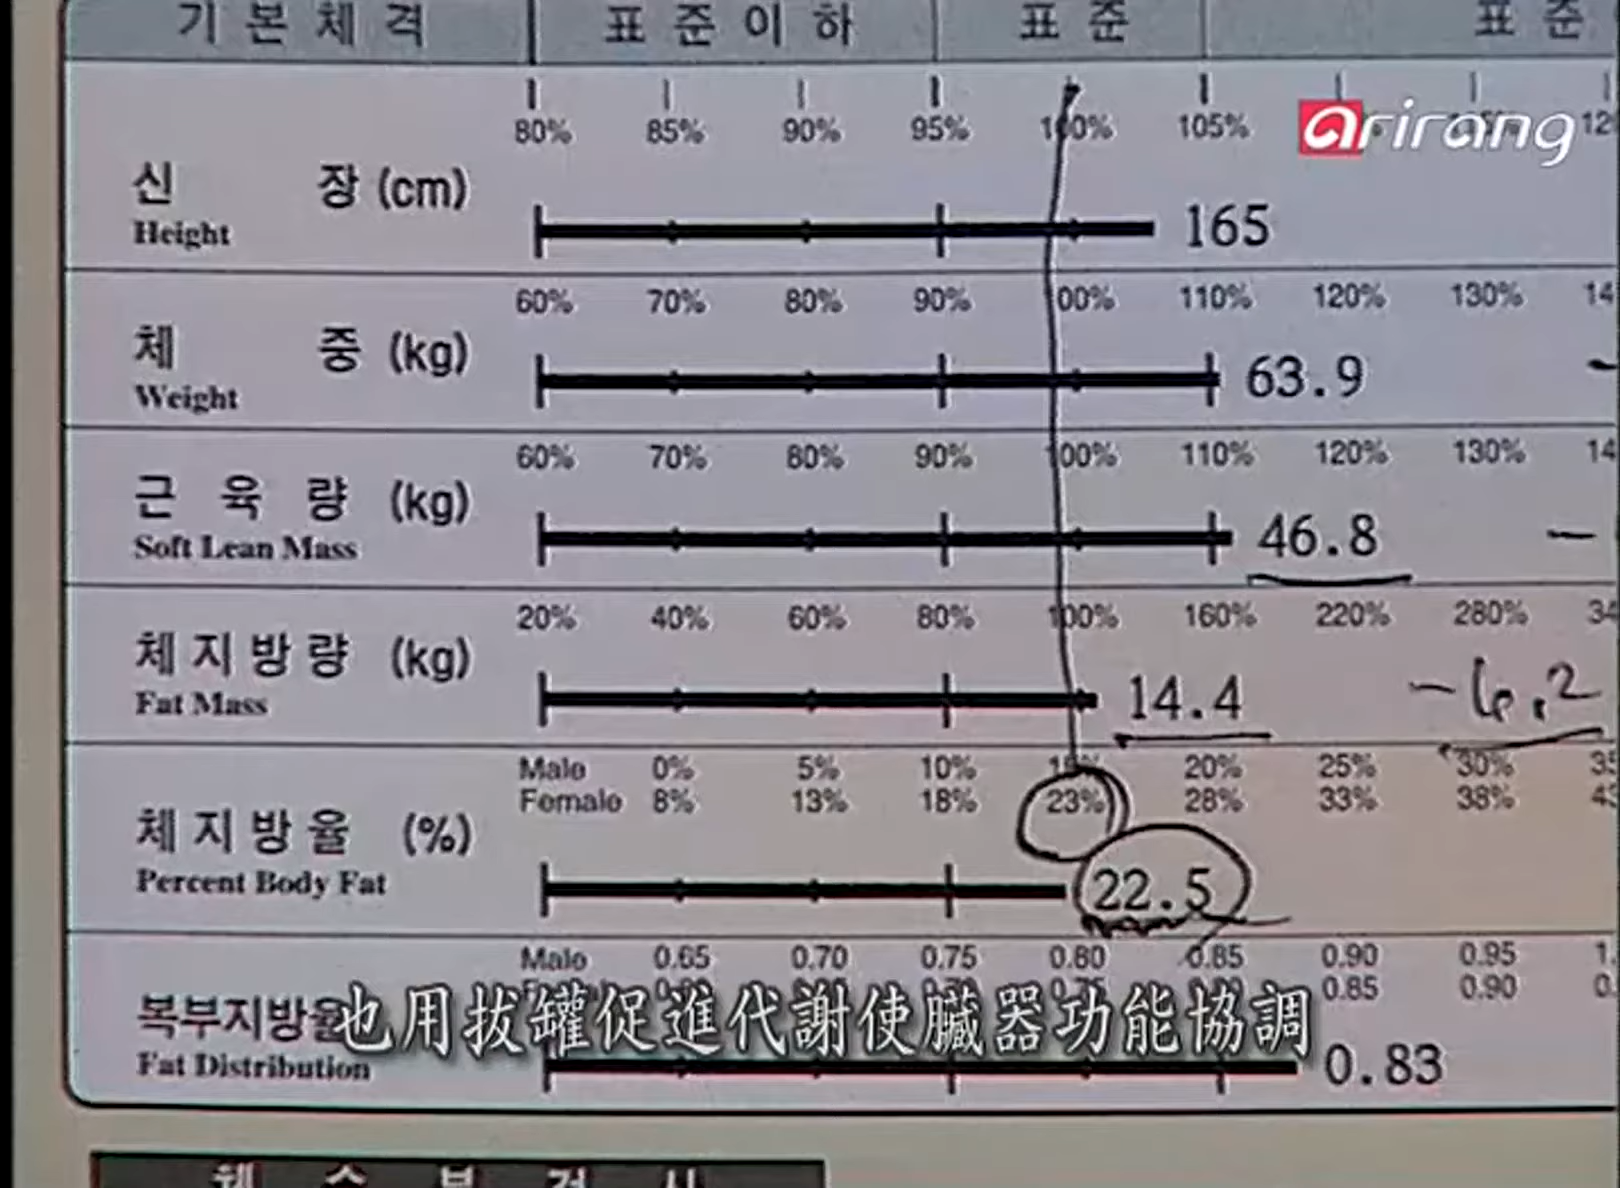 기본체격 표준이하 표준 표준
80% 85% 90% 95% 100% 105%
arirang
신 장 (cm) 165
Height
60% 70% 80% 90% 100% 110% 120% 130%
체 중 (kg) 63.9
Weight
60% 70% 80% 90% 100% 110% 120% 130%
근 육 량 (kg) 46.8 -
Soft Lean Mass
20% 40% 60% 80% 100% 160% 220% 280%
체지방량 (kg) 14.4 -6.2
Fat Mass
Male 0% 5% 10% 15% 20% 25% 30%
Female 8% 13% 18% 23% 28% 33% 38%
체지방율 (%) 22.5
Percent Body Fat
Male 0.65 0.70 0.75 0.80 0.85 0.90 0.95
0.85 0.90
복부지방율
也用拔罐促進代謝使臟器功能協調
Fat Distribution 0.83